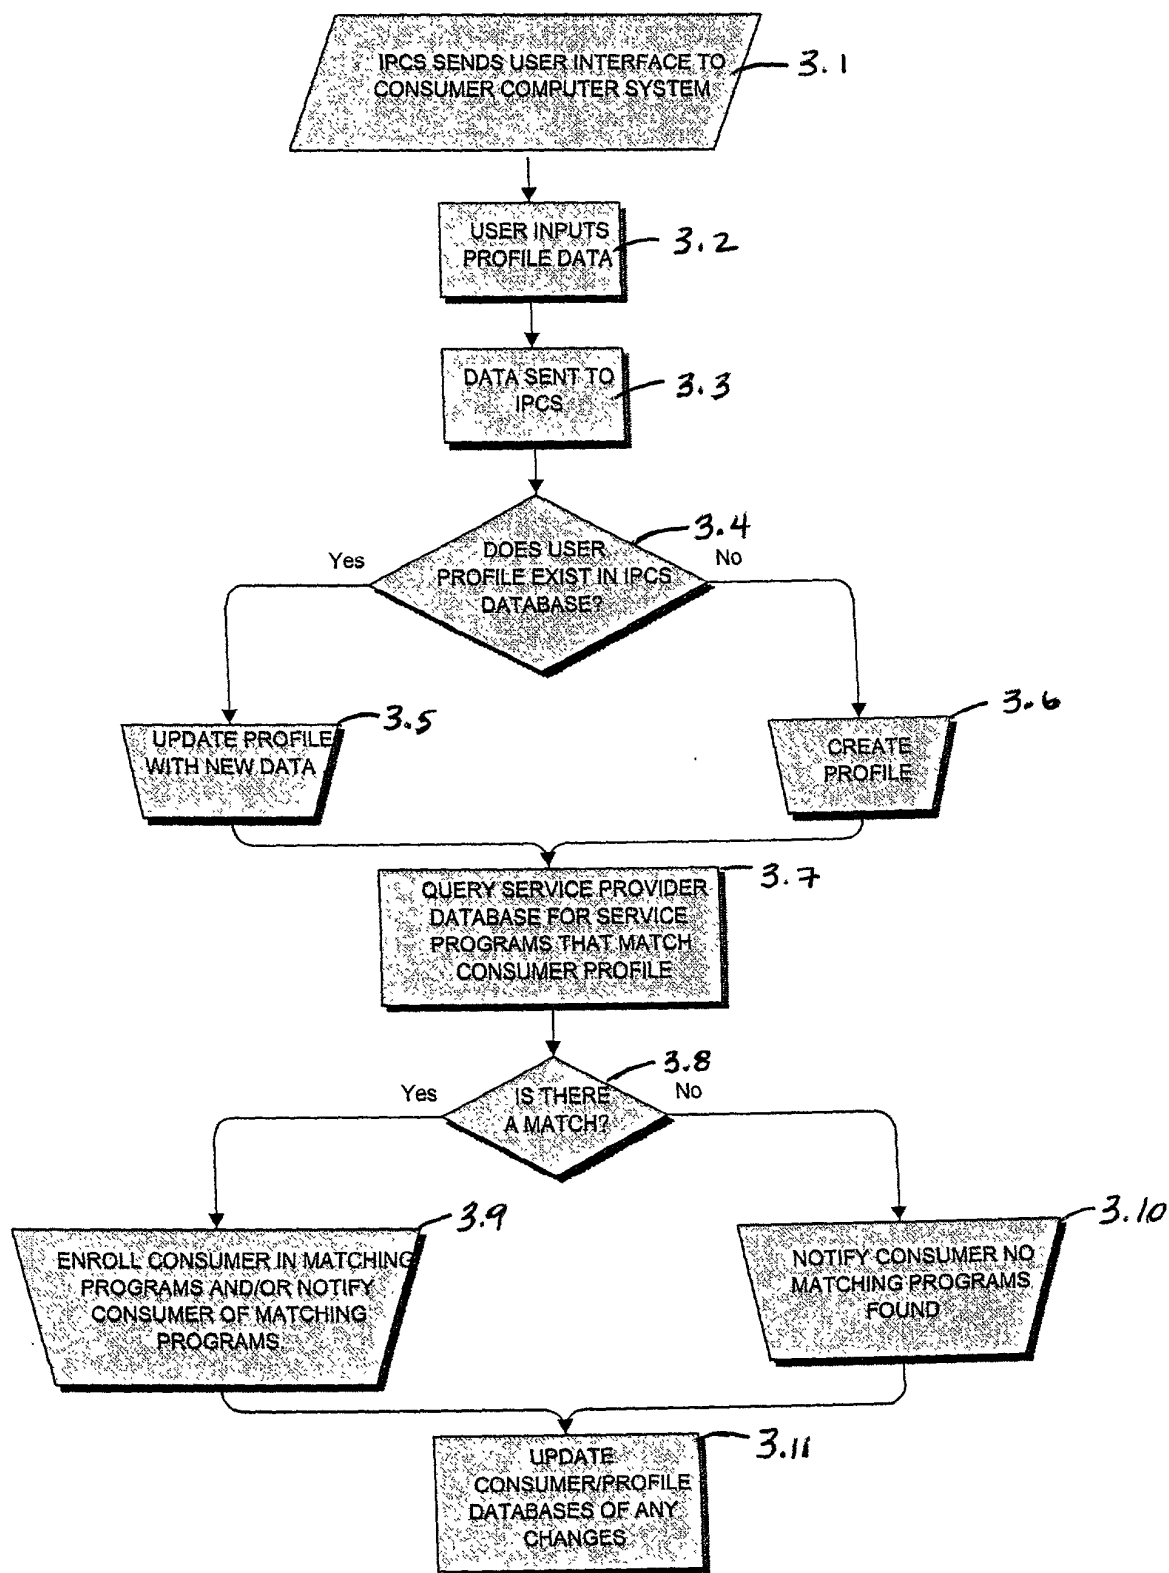 IPCS SENDS USER INTERFACE TO
CONSUMER COMPUTER SYSTEM
3.1
USER INPUTS
PROFILE DATA
3.2
DATA SENT TO
IPCS
3.3
3.4
Yes
No
DOES USER
PROFILE EXIST IN IPCS
DATABASE?
3.5
UPDATE PROFILE
WITH NEW DATA
3.6
CREATE
PROFILE
3.7
QUERY SERVICE PROVIDER
DATABASE FOR SERVICE
PROGRAMS THAT MATCH
CONSUMER PROFILE
3.8
Yes
No
IS THERE
A MATCH?
3.9
ENROLL CONSUMER IN MATCHING
PROGRAMS AND/OR NOTIFY
CONSUMER OF MATCHING
PROGRAMS.
3.10
NOTIFY CONSUMER NO
MATCHING PROGRAMS
FOUND
3.11
UPDATE
CONSUMER/PROFILE
DATABASES OF ANY
CHANGES